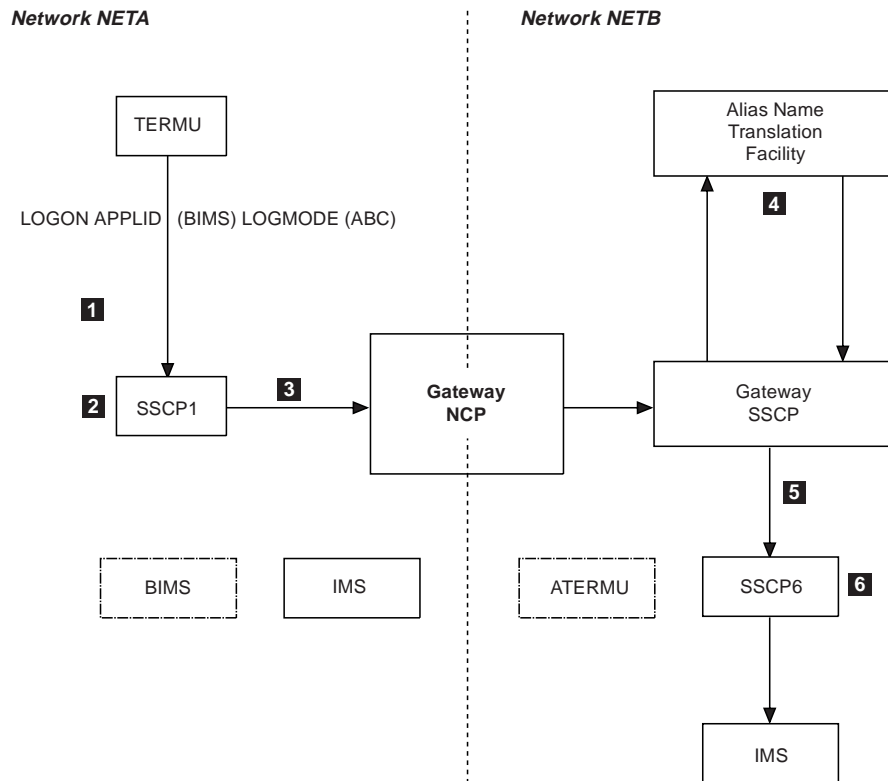 Network NETA
Network NETB
TERMU
Alias Name
Translation
Facility
LOGON APPLID (BIMS) LOGMODE (ABC)
4
1
2
SSCP1
3
Gateway
NCP
Gateway
SSCP
5
BIMS
IMS
ATERMU
SSCP6
6
IMS